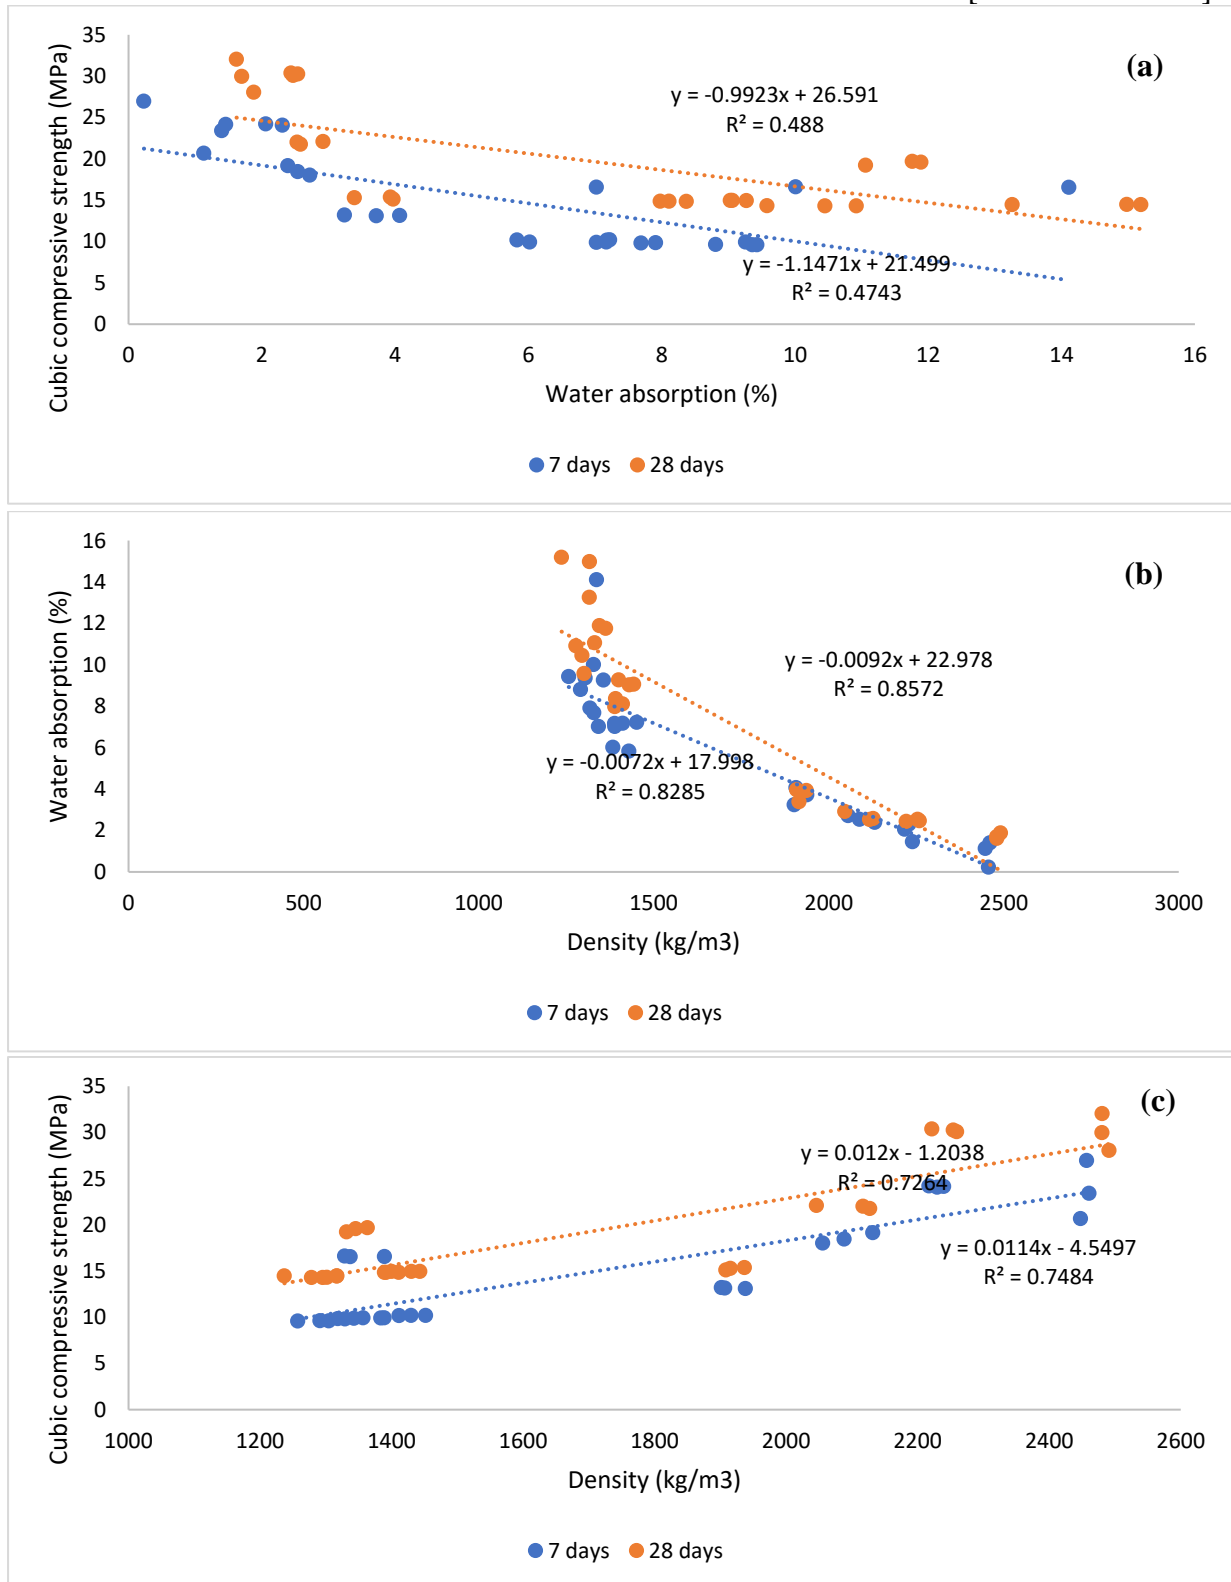 [ ]
35
30
25
20
15
10
5
0
Cubic compressive strength (MPa)
(a)
y = -0.9923x + 26.591
R² = 0.488
y = -1.1471x + 21.499
R² = 0.4743
0 2 4 6 8 10 12 14 16
Water absorption (%)
7 days 28 days
16
14
12
10
8
6
4
2
0
Water absorption (%)
(b)
y = -0.0092x + 22.978
R² = 0.8572
y = -0.0072x + 17.998
R² = 0.8285
0 500 1000 1500 2000 2500 3000
Density (kg/m3)
7 days 28 days
35
30
25
20
15
10
5
0
Cubic compressive strength (MPa)
(c)
y = 0.012x - 1.2038
R² = 0.7264
y = 0.0114x - 4.5497
R² = 0.7484
1000 1200 1400 1600 1800 2000 2200 2400 2600
Density (kg/m3)
7 days 28 days